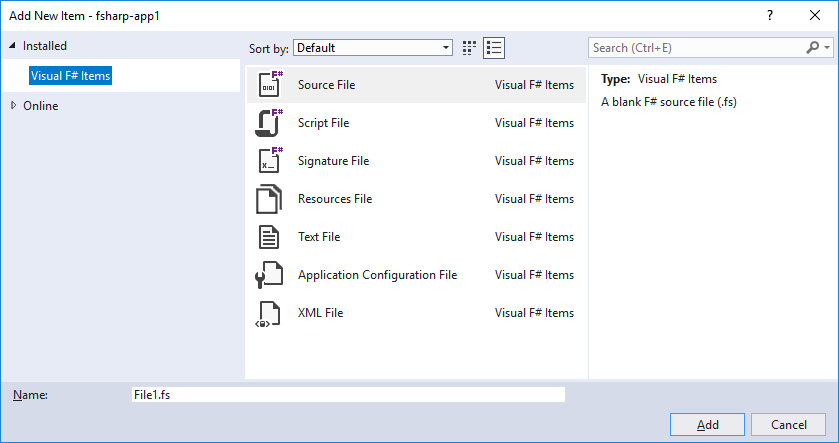 Add New Item - fsharp-app1
?
Installed
Visual F# Items
Online
Sort by: Default
Search (Ctrl+E)
Source File Visual F# Items
Script File Visual F# Items
Signature File Visual F# Items
Resources File Visual F# Items
Text File Visual F# Items
Application Configuration File Visual F# Items
XML File Visual F# Items
Type: Visual F# Items
A blank F# source file (.fs)
Name: File1.fs
Add Cancel